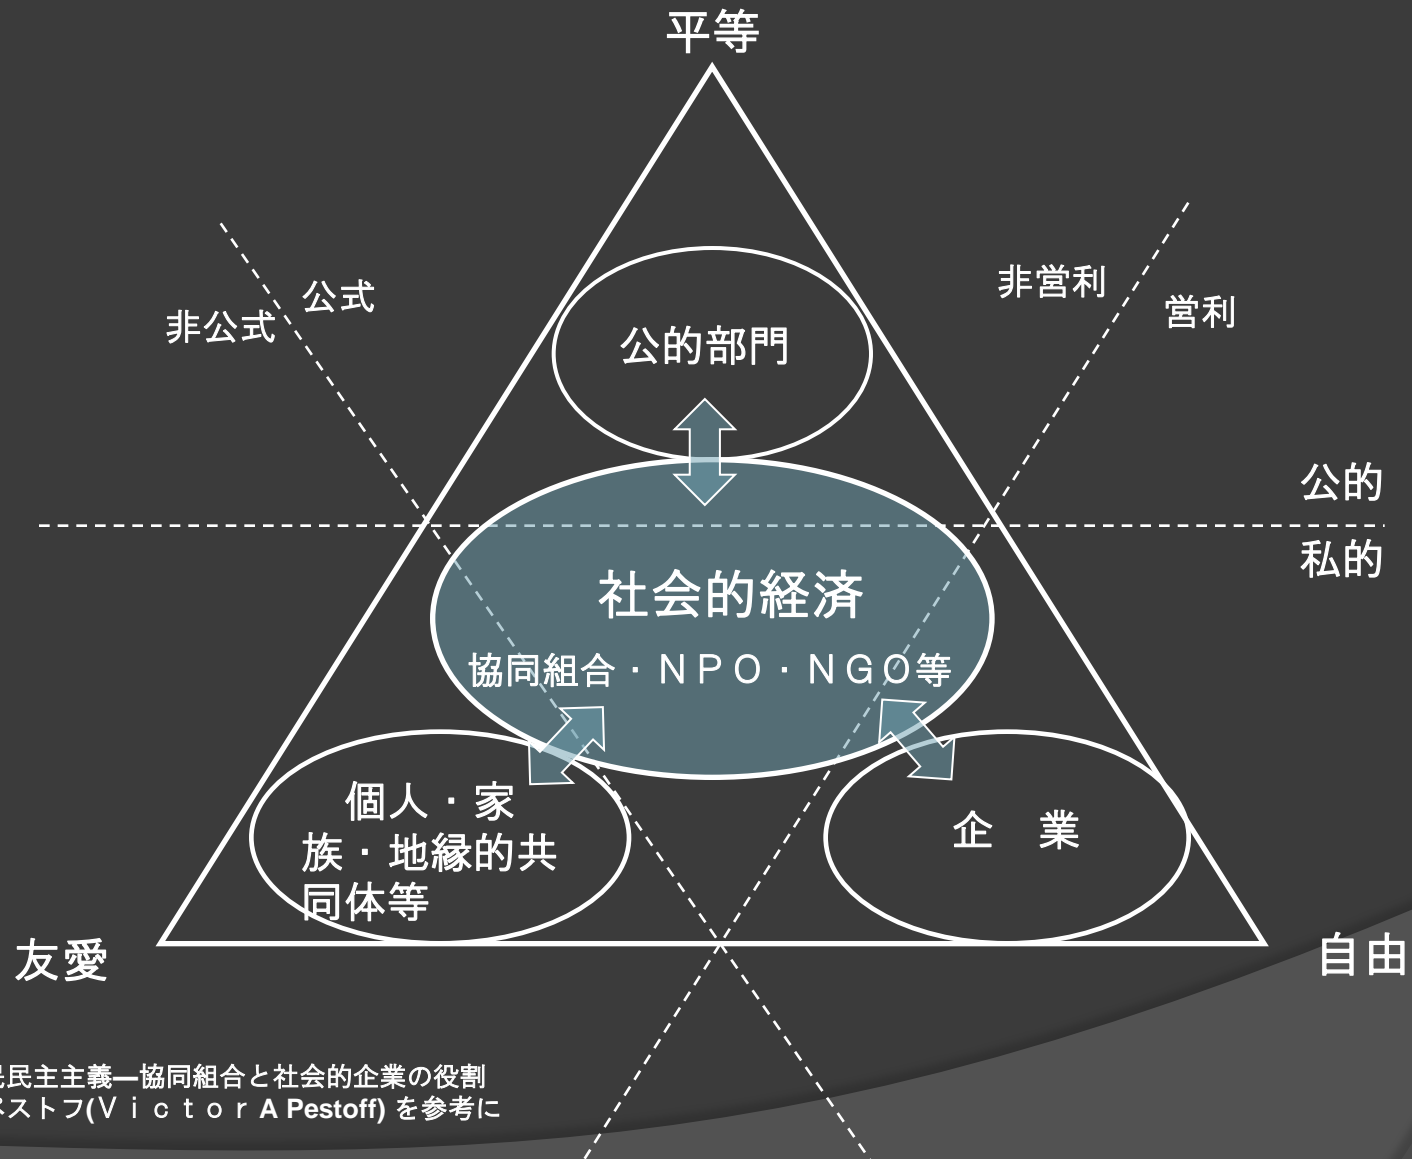 平等
公式
非公式
非営利
営利
公的部門
公的
私的
社会的経済
協同組合・ＮＰＯ・ＮＧＯ等
個人・家
族・地縁的共
同体等
企　業
友愛
自由
民主主義―協同組合と社会的企業の役割
ストフ(Ｖｉｃｔｏｒ A Pestoff) を参考に